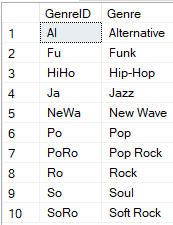 GenreID Genre
1 Al Alternative
2 Fu Funk
3 HiHo Hip-Hop
4 Ja Jazz
5 NeWa New Wave
6 Po Pop
7 PoRo Pop Rock
8 Ro Rock
9 So Soul
10 SoRo Soft Rock